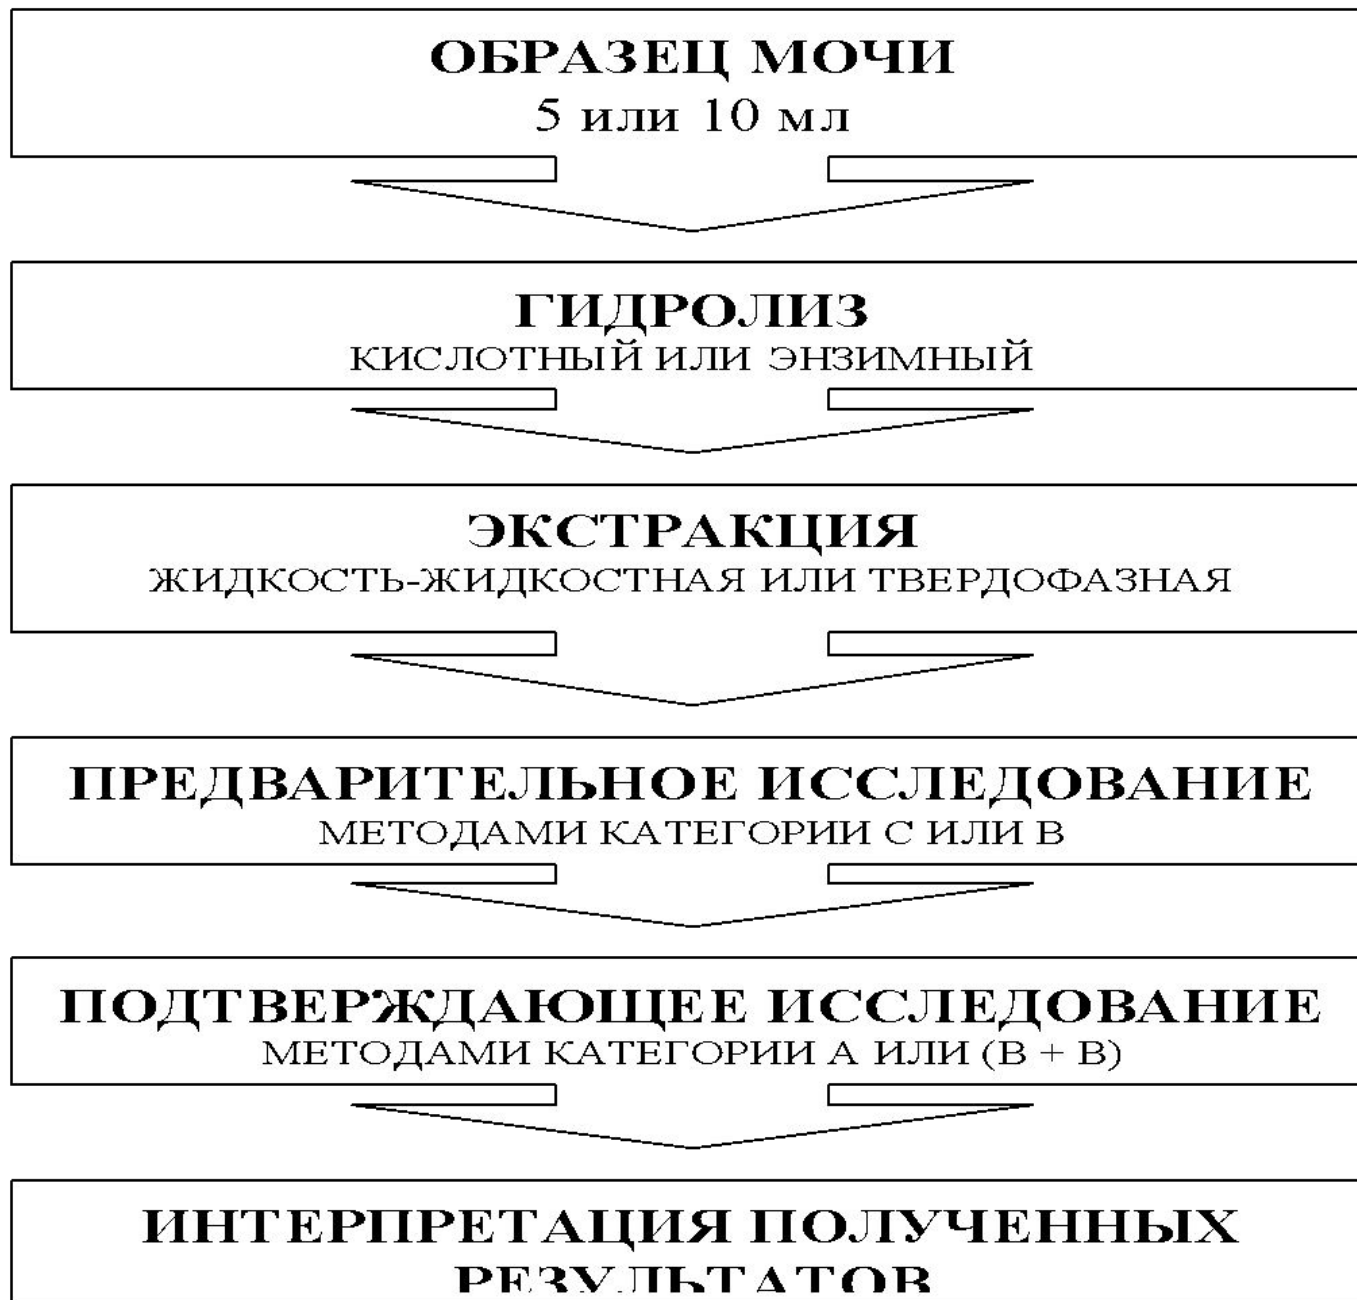 ОБРАЗЕЦ МОЧИ
5 или 10 мл
ГИДРОЛИЗ
КИСЛОТНЫЙ ИЛИ ЭНЗИМНЫЙ
ЭКСТРАКЦИЯ
ЖИДКОСТЬ-ЖИДКОСТНАЯ ИЛИ ТВЕРДОФАЗНАЯ
ПРЕДВАРИТЕЛЬНОЕ ИССЛЕДОВАНИЕ
МЕТОДАМИ КАТЕГОРИИ С ИЛИ В
ПОДТВЕРЖДАЮЩЕЕ ИССЛЕДОВАНИЕ
МЕТОДАМИ КАТЕГОРИИ А ИЛИ (В + В)
ИНТЕРПРЕТАЦИЯ ПОЛУЧЕННЫХ
РЕЗУЛЬТАТОВ